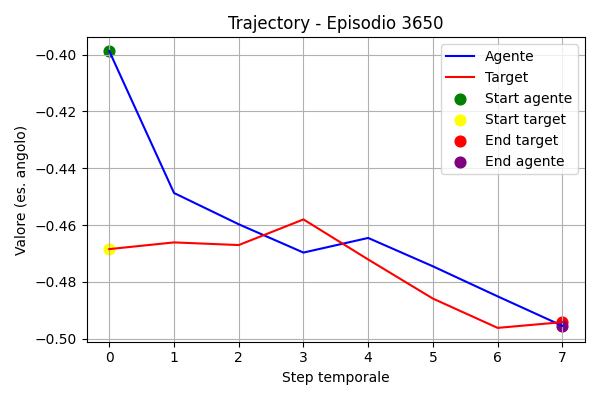 Trajectory - Episodio 3650
Valore (es. angolo)
−0.40
−0.42
−0.44
−0.46
−0.48
−0.50
Agente
Target
Start agente
Start target
End target
End agente
0 1 2 3 4 5 6 7
Step temporale